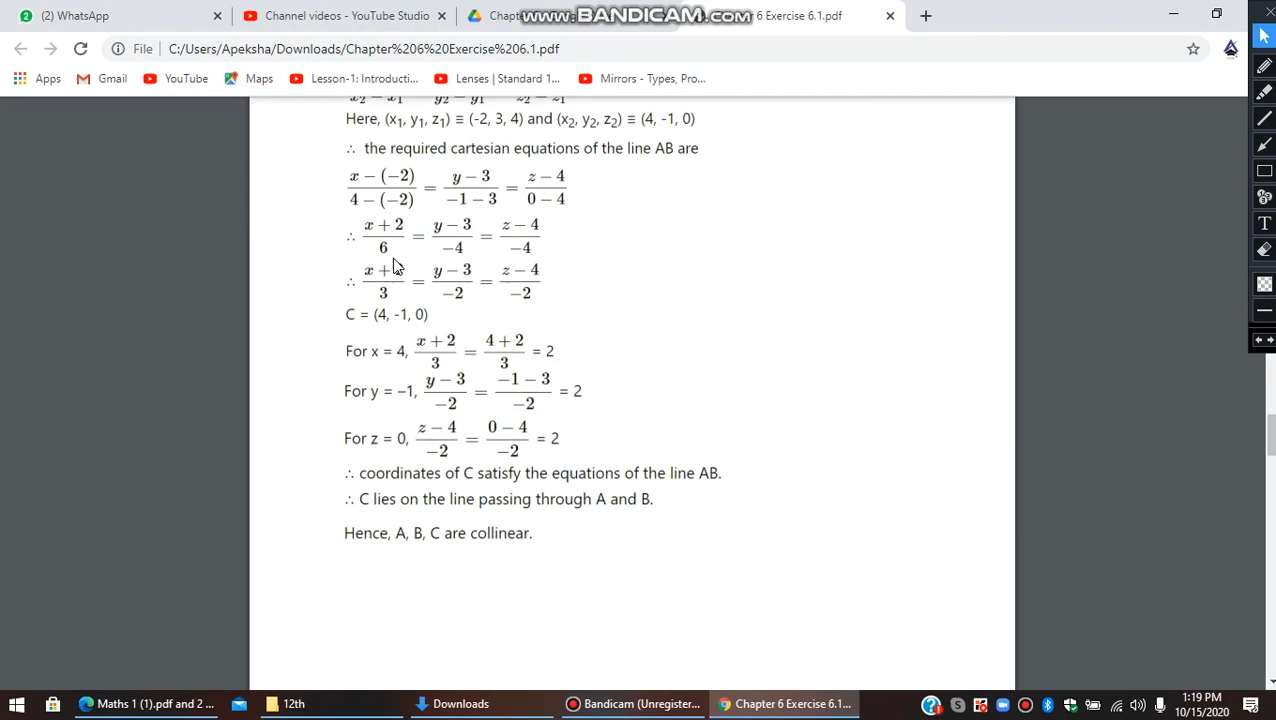 (2) WhatsApp
Channel videos - YouTube Studio
www.BANDICAM.com
6 Exercise 6.1.pdf
File
C:/Users/Apeksha/Downloads/Chapter%206%20Exercise%206.1.pdf
Apps
Gmail
YouTube
Maps
Lesson-1: Introducti...
Lenses | Standard 1...
Mirrors - Types, Pro...
x₂ − x₁ y₂ − y₁ z₂ − z₁
Here, (x₁, y₁, z₁) ≡ (-2, 3, 4) and (x₂, y₂, z₂) ≡ (4, -1, 0)
∴ the required cartesian equations of the line AB are
x − (−2) / 4 − (−2) = y − 3 / −1 − 3 = z − 4 / 0 − 4
∴ x + 2 / 6 = y − 3 / −4 = z − 4 / −4
∴ x + / 3 = y − 3 / −2 = z − 4 / −2
C = (4, -1, 0)
For x = 4, x + 2 / 3 = 4 + 2 / 3 = 2
For y = −1, y − 3 / −2 = −1 − 3 / −2 = 2
For z = 0, z − 4 / −2 = 0 − 4 / −2 = 2
∴ coordinates of C satisfy the equations of the line AB.
∴ C lies on the line passing through A and B.
Hence, A, B, C are collinear.
Maths 1 (1).pdf and 2 ...
12th
Downloads
Bandicam (Unregister...
Chapter 6 Exercise 6.1...
1:19 PM
10/15/2020